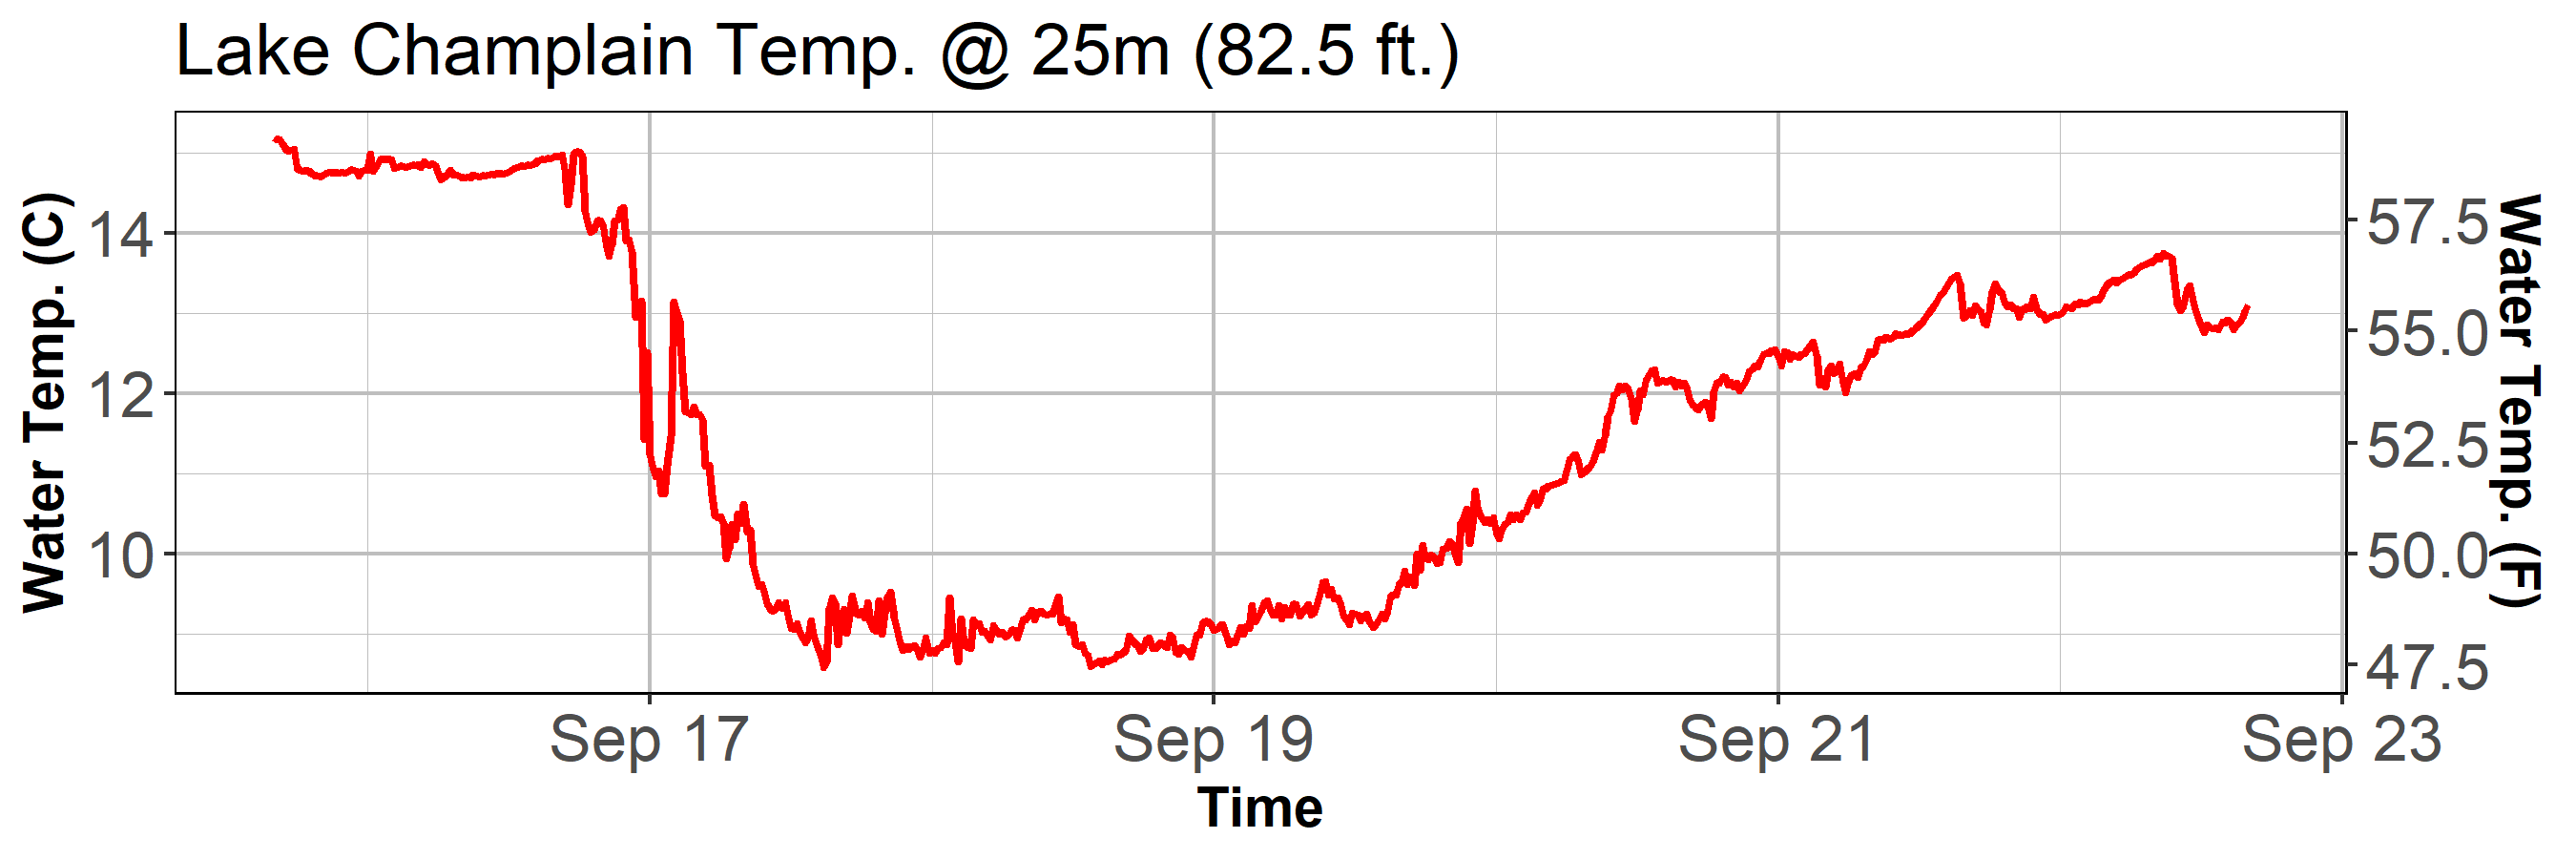 Lake Champlain Temp. @ 25m (82.5 ft.)
Water Temp. (C)
14
12
10
57.5
55.0
52.5
50.0
47.5
Water Temp. (F)
Sep 17 Sep 19 Sep 21 Sep 23
Time